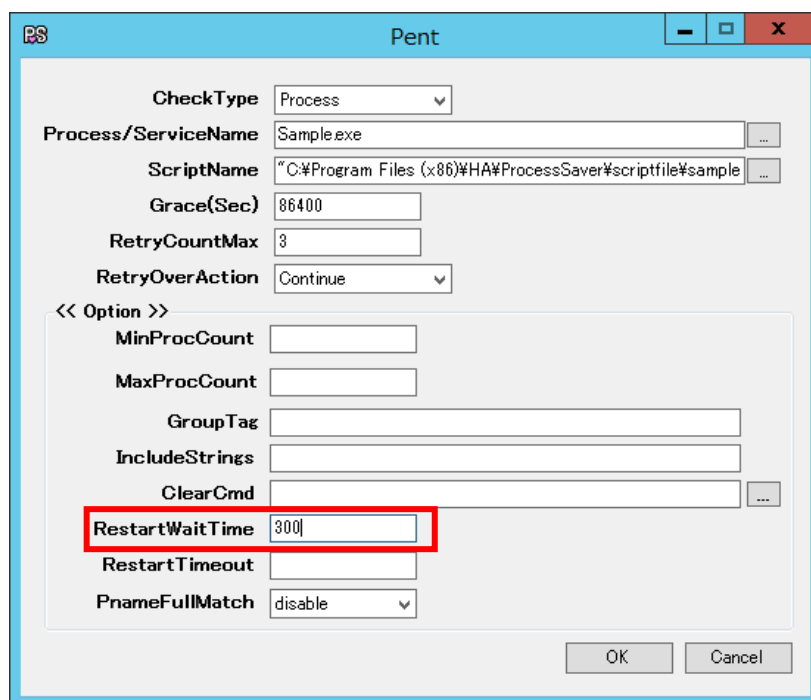 PS
Pent
CheckType Process
Process/ServiceName Sample.exe ...
ScriptName "C:¥Program Files (x86)¥HA¥ProcessSaver¥scriptfile¥sample ...
Grace(Sec) 86400
RetryCountMax 3
RetryOverAction Continue
<< Option >>
MinProcCount
MaxProcCount
GroupTag
IncludeStrings
ClearCmd ...
RestartWaitTime 300
RestartTimeout
PnameFullMatch disable
OK Cancel